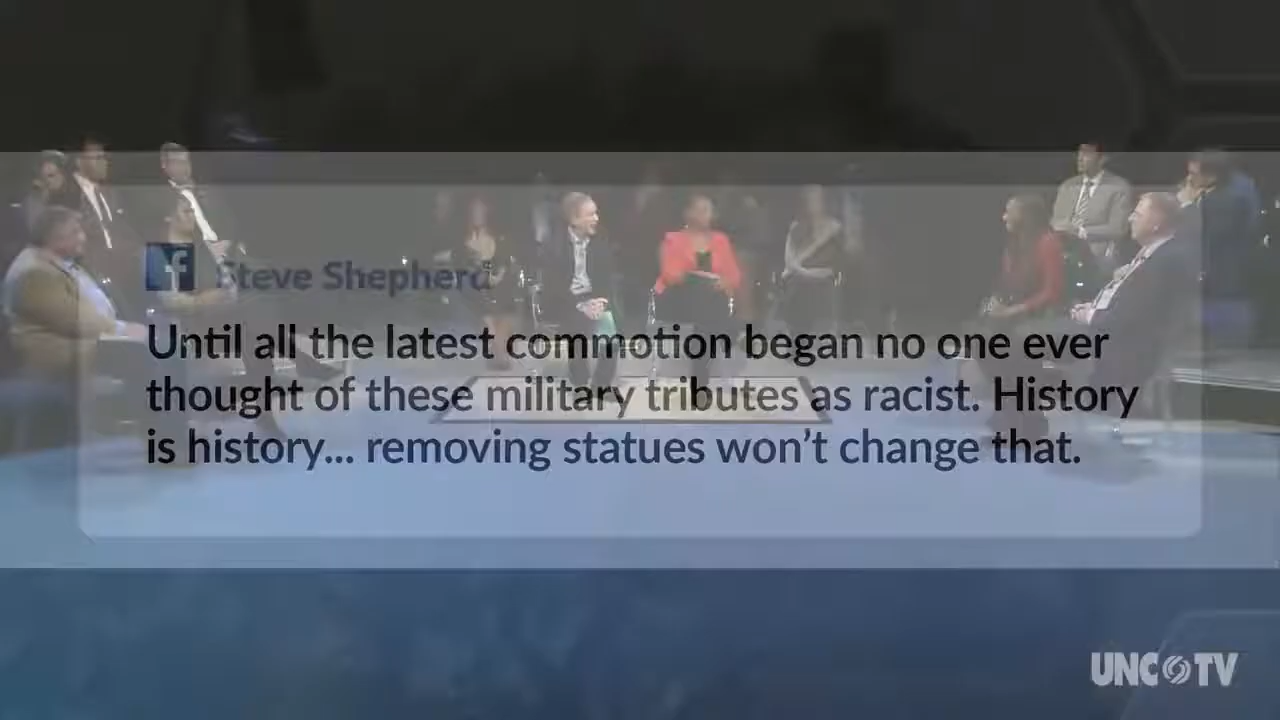 Steve Shepherd
Until all the latest commotion began no one ever
thought of these military tributes as racist. History
is history... removing statues won't change that.
UNC TV